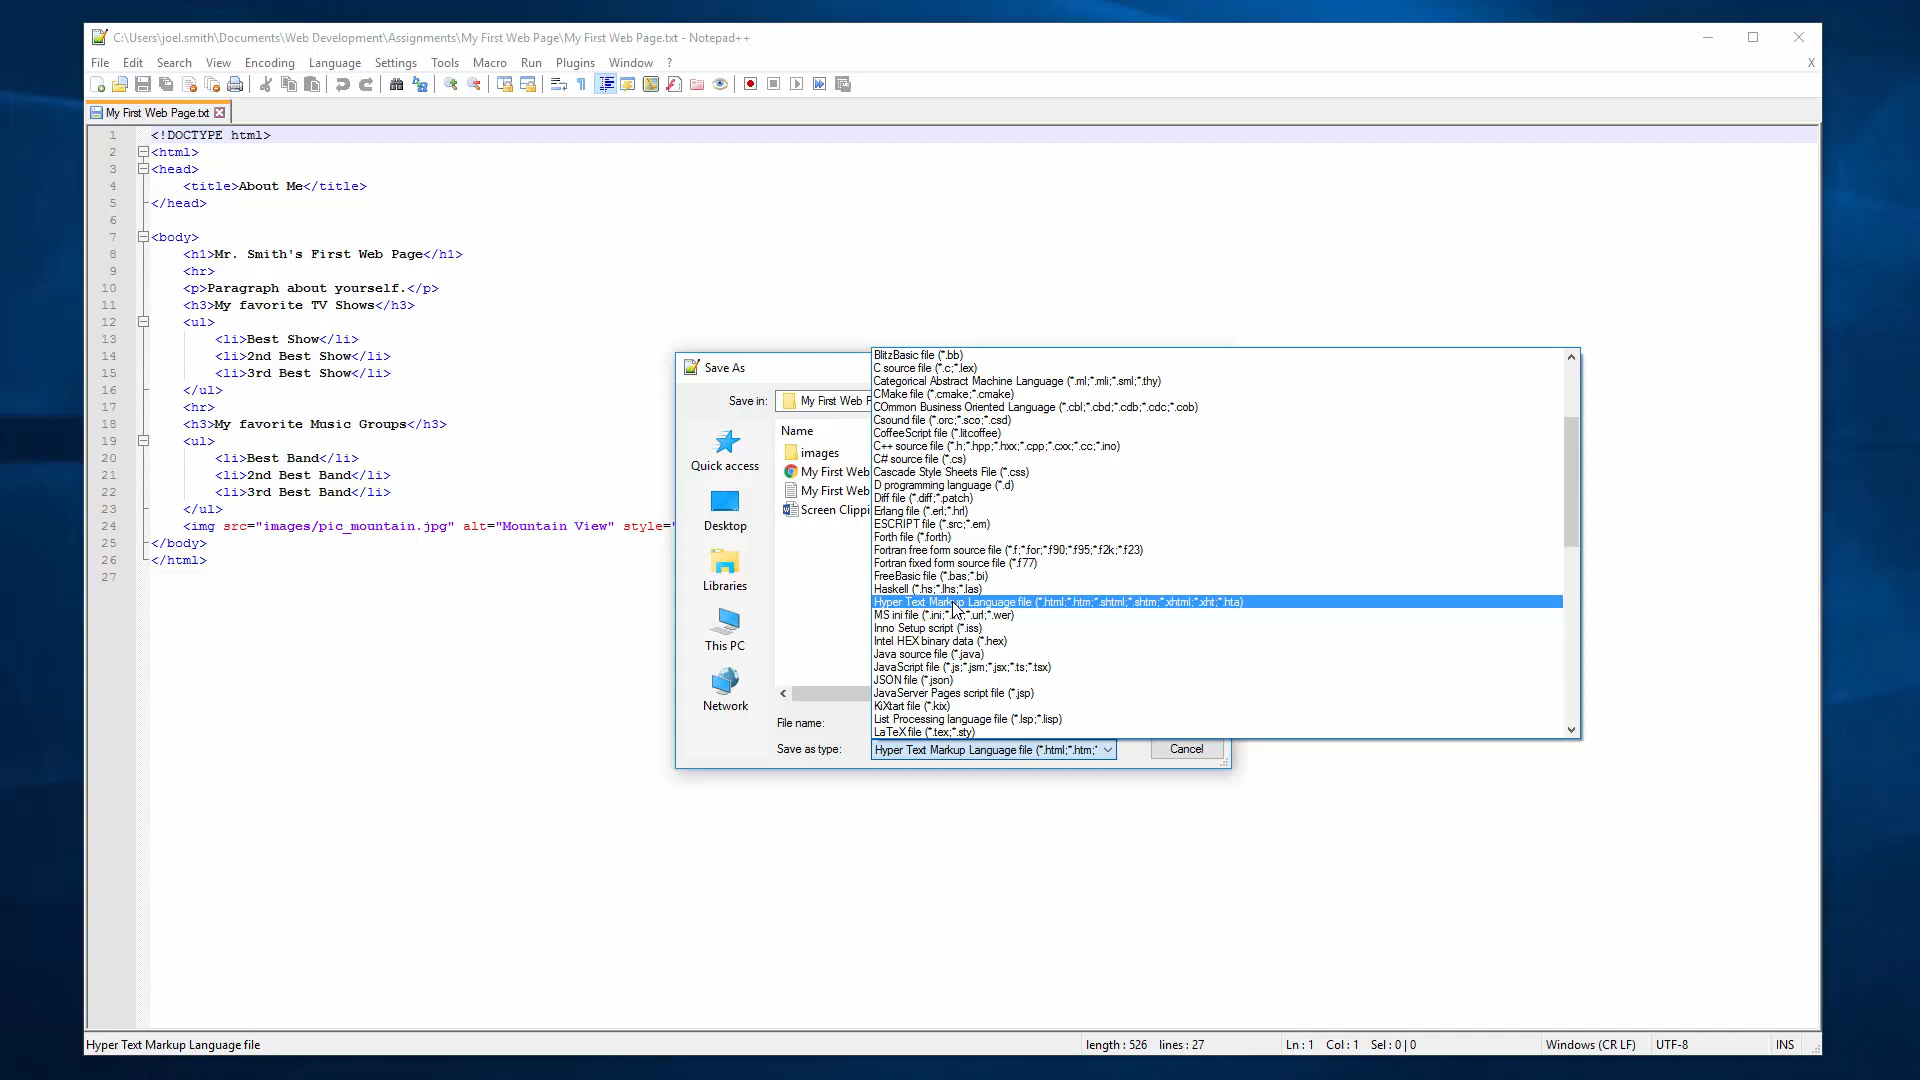 C:\Users\joel.smith\Documents\Web Development\Assignments\My First Web Page\My First Web Page.txt - Notepad++
File Edit Search View Encoding Language Settings Tools Macro Run Plugins Window ? X
My First Web Page.txt
1 <!DOCTYPE html>
2 <html>
3 <head>
4 <title>About Me</title>
5 </head>
6
7 <body>
8 <h1>Mr. Smith's First Web Page</h1>
9 <hr>
10 <p>Paragraph about yourself.</p>
11 <h3>My favorite TV Shows</h3>
12 <ul>
13 <li>Best Show</li>
14 <li>2nd Best Show</li>
15 <li>3rd Best Show</li>
16 </ul>
17 <hr>
18 <h3>My favorite Music Groups</h3>
19 <ul>
20 <li>Best Band</li>
21 <li>2nd Best Band</li>
22 <li>3rd Best Band</li>
23 </ul>
24 <img src="images/pic_mountain.jpg" alt="Mountain View" style="
25 </body>
26 </html>
27
Save As
Save in: My First Web P
Quick access
Desktop
Libraries
This PC
Network
Name
images
My First Web
My First Web
Screen Clippi
File name:
Save as type: Hyper Text Markup Language file (*.html;*.htm;* Cancel
BlitzBasic file (*.bb)
C source file (*.c;*.lex)
Categorical Abstract Machine Language (*.ml;*.mli;*.sml;*.thy)
CMake file (*.cmake;*.cmake)
COmmon Business Oriented Language (*.cbl;*.cbd;*.cdb;*.cdc;*.cob)
Csound file (*.orc;*.sco;*.csd)
CoffeeScript file (*.litcoffee)
C++ source file (*.h;*.hpp;*.hxx;*.cpp;*.cxx;*.cc;*.ino)
C# source file (*.cs)
Cascade Style Sheets File (*.css)
D programming language (*.d)
Diff file (*.diff;*.patch)
Erlang file (*.erl;*.hrl)
ESCRIPT file (*.src;*.em)
Forth file (*.forth)
Fortran free form source file (*.f;*.for;*.f90;*.f95;*.f2k;*.f23)
Fortran fixed form source file (*.f77)
FreeBasic file (*.bas;*.bi)
Haskell (*.hs;*.lhs;*.las)
Hyper Text Markup Language file (*.html;*.htm;*.shtml;*.shtm;*.xhtml;*.xht;*.hta)
MS ini file (*.ini;*.url;*.wer)
Inno Setup script (*.iss)
Intel HEX binary data (*.hex)
Java source file (*.java)
JavaScript file (*.js;*.jsm;*.jsx;*.ts;*.tsx)
JSON file (*.json)
JavaServer Pages script file (*.jsp)
KiXtart file (*.kix)
List Processing language file (*.lsp;*.lisp)
LaTeX file (*.tex;*.sty)
Hyper Text Markup Language file length : 526 lines : 27 Ln : 1 Col : 1 Sel : 0 | 0 Windows (CR LF) UTF-8 INS